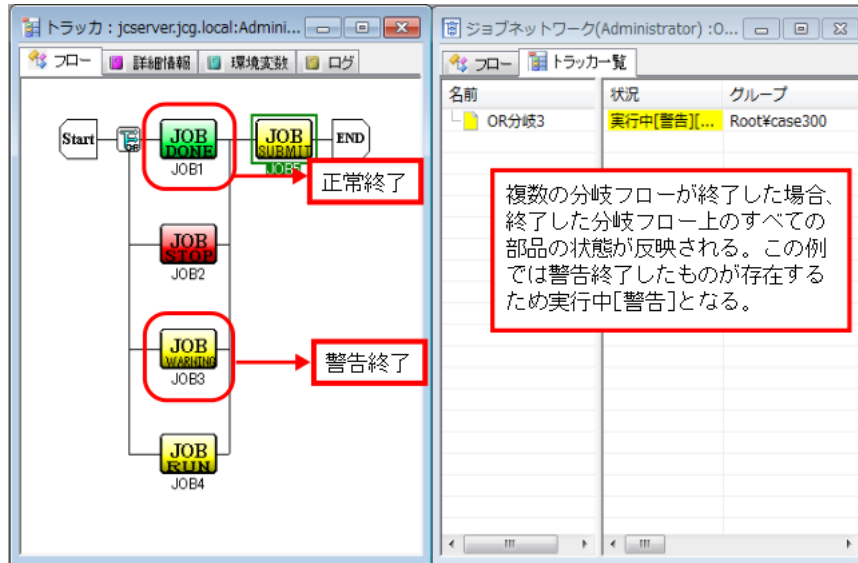 トラッカ : jcserver.jcg.local:Admini...
フロー 詳細情報 環境変数 ログ
Start
OR
JOB
DONE
JOB1
JOB
SUBMIT
JOB5
END
正常終了
JOB
STOP
JOB2
JOB
WARNING
JOB3
警告終了
JOB
RUN
JOB4
ジョブネットワーク(Administrator) :O...
フロー トラッカ一覧
名前 状況 グループ
OR分岐3 実行中[警告][... Root¥case300
複数の分岐フローが終了した場合、
終了した分岐フロー上のすべての
部品の状態が反映される。この例
では警告終了したものが存在する
ため実行中[警告]となる。